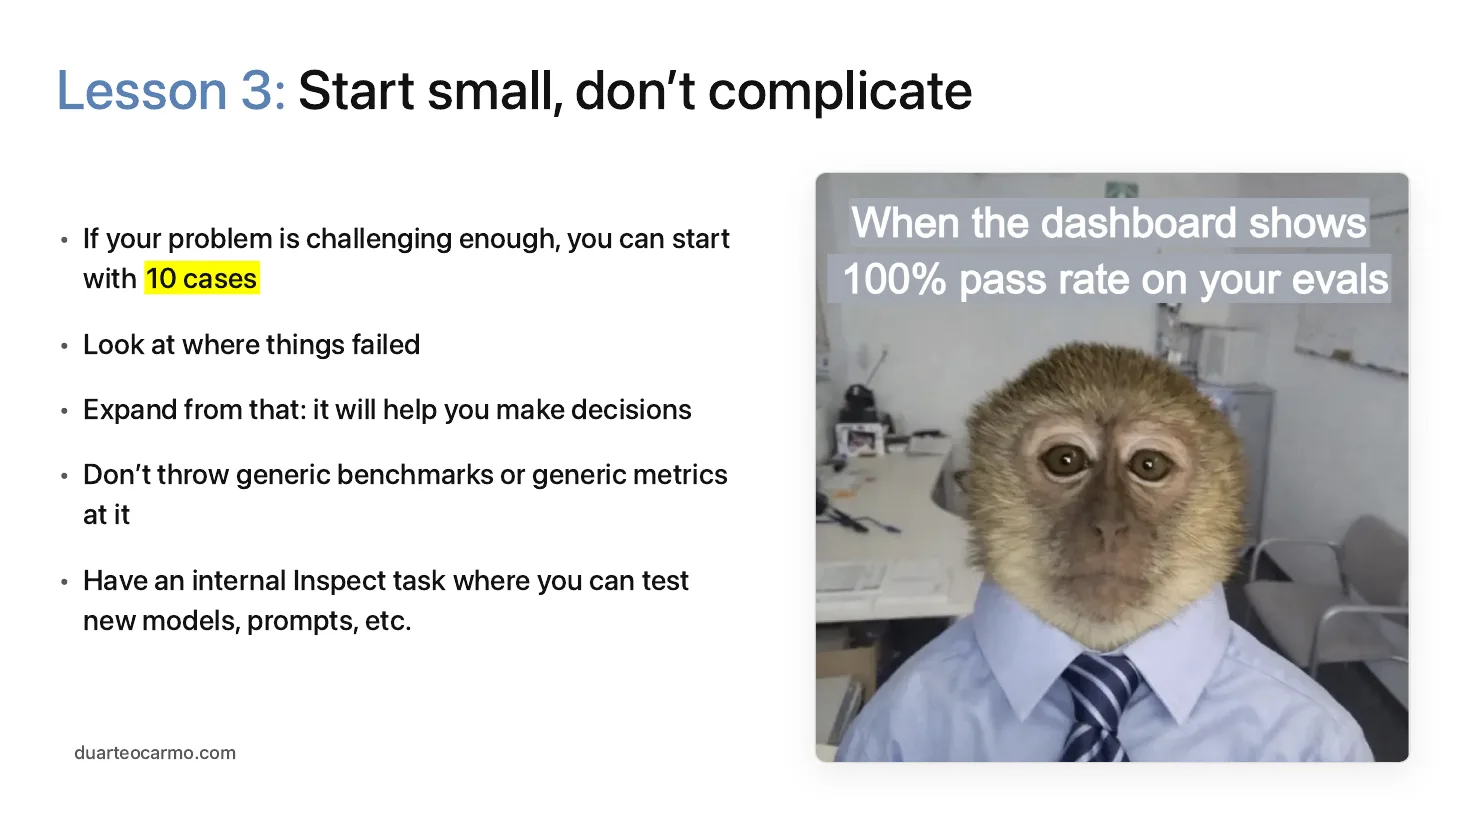 Lesson 3: Start small, don’t complicate
• If your problem is challenging enough, you can start
with 10 cases
• Look at where things failed
• Expand from that: it will help you make decisions
• Don’t throw generic benchmarks or generic metrics
at it
• Have an internal Inspect task where you can test
new models, prompts, etc.
When the dashboard shows
100% pass rate on your evals
duarteocarmo.com